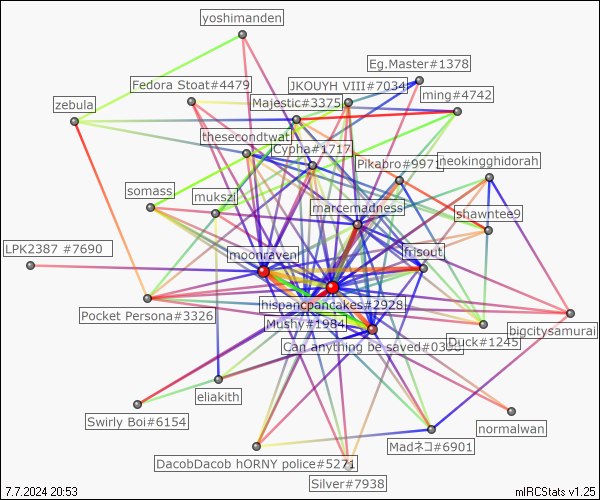 yoshimanden
Eg.Master#1378
Fedora Stoat#4479
JKOUYH VIII#7034
ming#4742
zebula
Majestic#3375
thesecondtwat
Cypha#1717
Pikabro#9971
neokingghidorah
somass
mukszi
marcemadness
shawntee9
LPK2387 #7690
moonraven
frisout
hispanicpancakes#2928
Pocket Persona#3326
Mushy#1984
bigcitysamurai
Can anything be saved#0336
Duck#1245
eliakith
Swirly Boi#6154
normalwan
Madネコ#6901
DacobDacob hORNY police#5271
Silver#7938
7.7.2024 20:53
mIRCStats v1.25